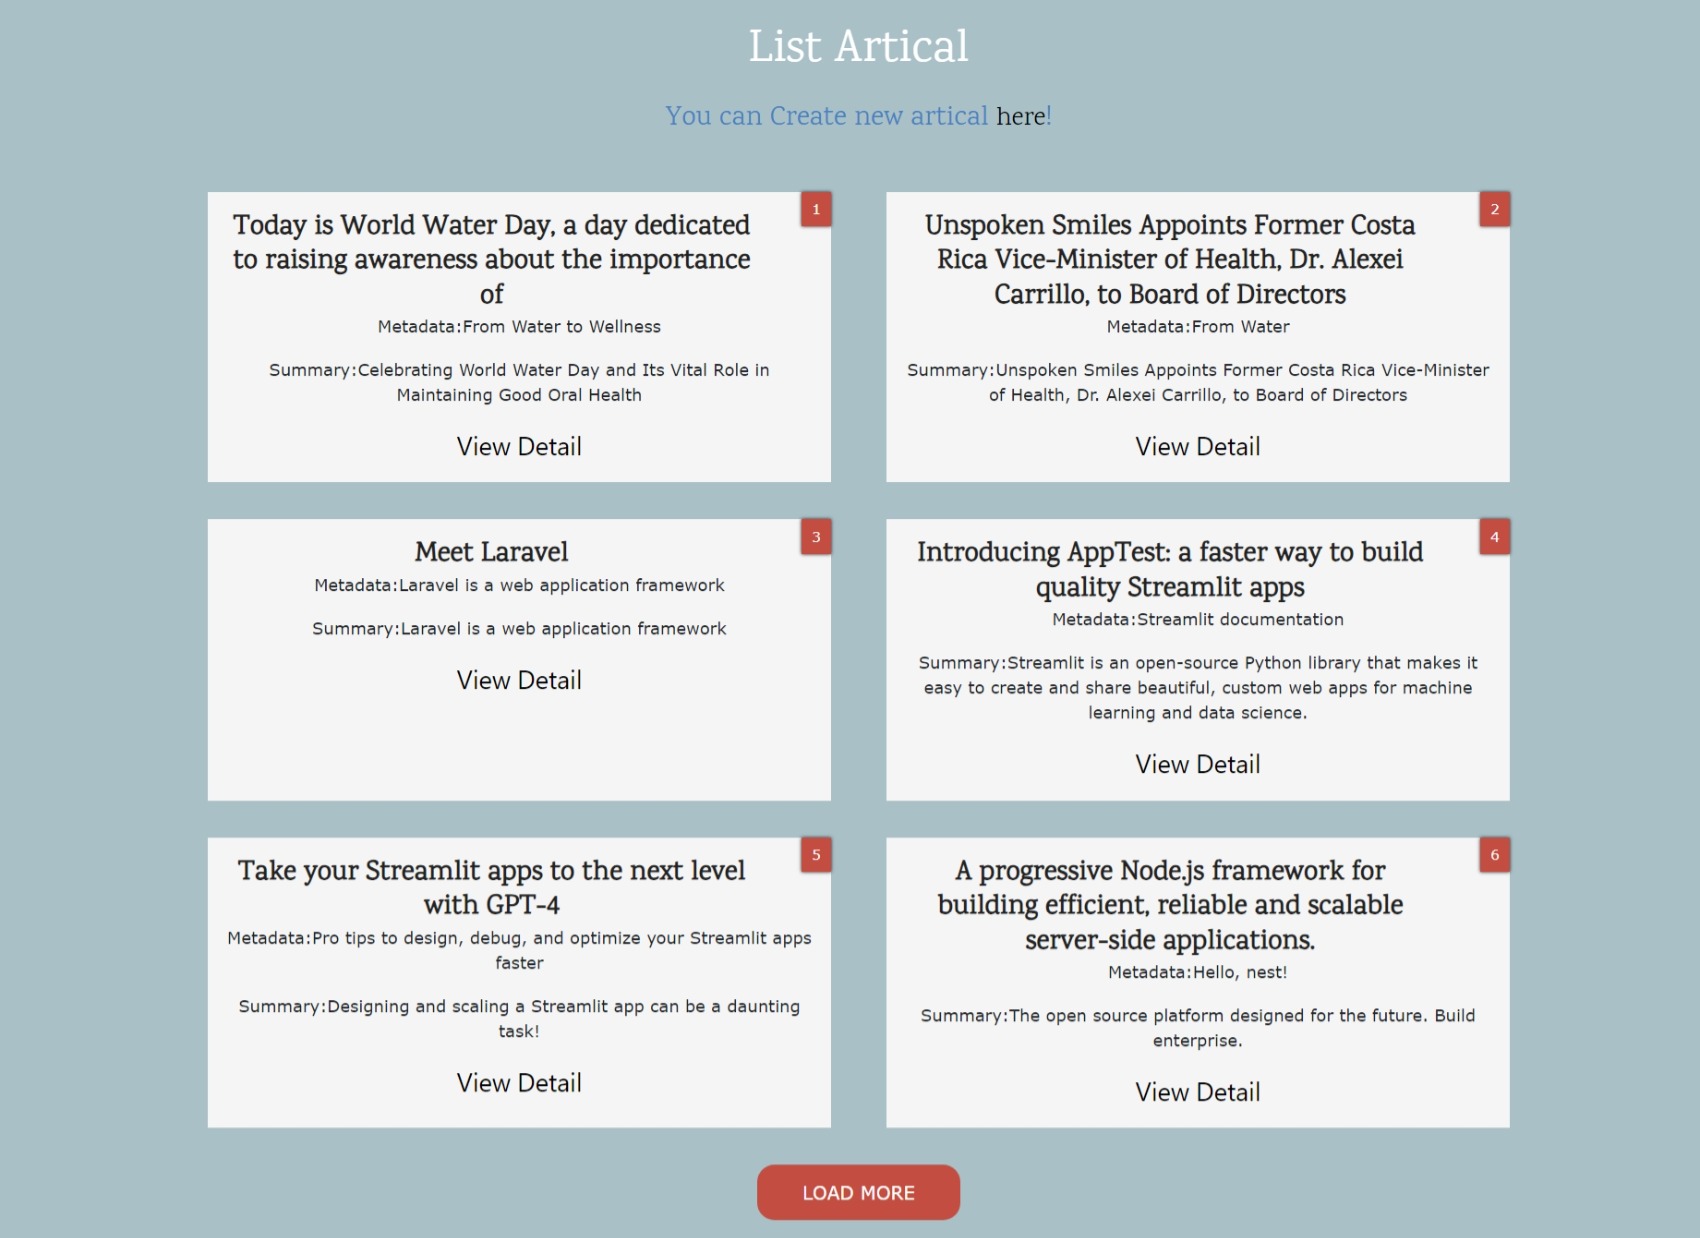 List Artical
You can Create new artical here!
1
Today is World Water Day, a day dedicated
to raising awareness about the importance
of
Metadata:From Water to Wellness
Summary:Celebrating World Water Day and Its Vital Role in
Maintaining Good Oral Health
View Detail
2
Unspoken Smiles Appoints Former Costa
Rica Vice-Minister of Health, Dr. Alexei
Carrillo, to Board of Directors
Metadata:From Water
Summary:Unspoken Smiles Appoints Former Costa Rica Vice-Minister
of Health, Dr. Alexei Carrillo, to Board of Directors
View Detail
3
Meet Laravel
Metadata:Laravel is a web application framework
Summary:Laravel is a web application framework
View Detail
4
Introducing AppTest: a faster way to build
quality Streamlit apps
Metadata:Streamlit documentation
Summary:Streamlit is an open-source Python library that makes it
easy to create and share beautiful, custom web apps for machine
learning and data science.
View Detail
5
Take your Streamlit apps to the next level
with GPT-4
Metadata:Pro tips to design, debug, and optimize your Streamlit apps
faster
Summary:Designing and scaling a Streamlit app can be a daunting
task!
View Detail
6
A progressive Node.js framework for
building efficient, reliable and scalable
server-side applications.
Metadata:Hello, nest!
Summary:The open source platform designed for the future. Build
enterprise.
View Detail
LOAD MORE